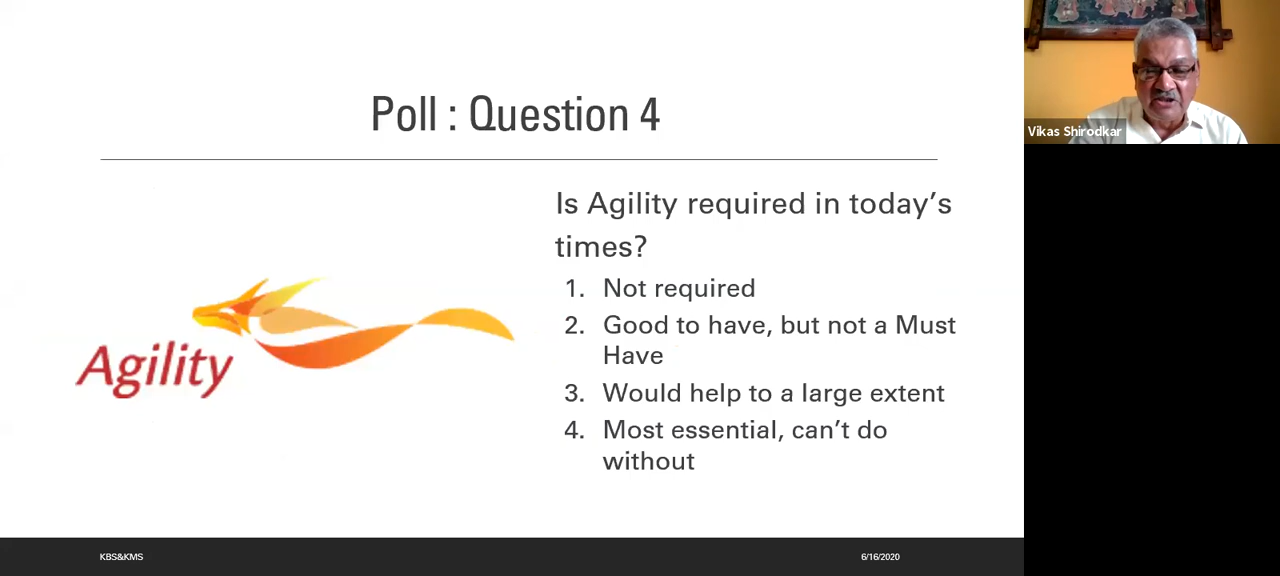 Poll : Question 4
Vikas Shirodkar
Is Agility required in today’s
times?
1. Not required
2. Good to have, but not a Must
Have
3. Would help to a large extent
4. Most essential, can’t do
without
Agility
KBS&KMS
6/16/2020